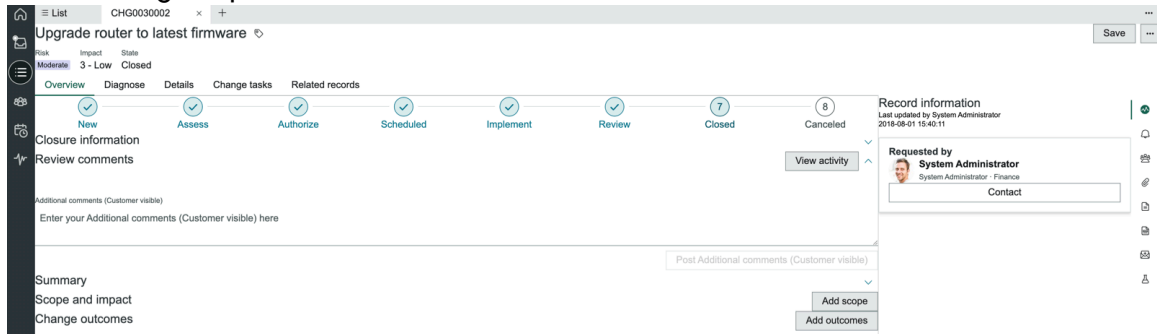 List
CHG0030002
Upgrade router to latest firmware
Save
Risk Impact State
Moderate 3 - Low Closed
Overview Diagnose Details Change tasks Related records
7 8
New Assess Authorize Scheduled Implement Review Closed Canceled
Closure information
Review comments
View activity
Additional comments (Customer visible)
Enter your Additional comments (Customer visible) here
Post Additional comments (Customer visible)
Summary
Scope and impact
Add scope
Change outcomes
Add outcomes
Record information
Last updated by System Administrator
2018-08-01 15:40:11
Requested by
System Administrator
System Administrator · Finance
Contact